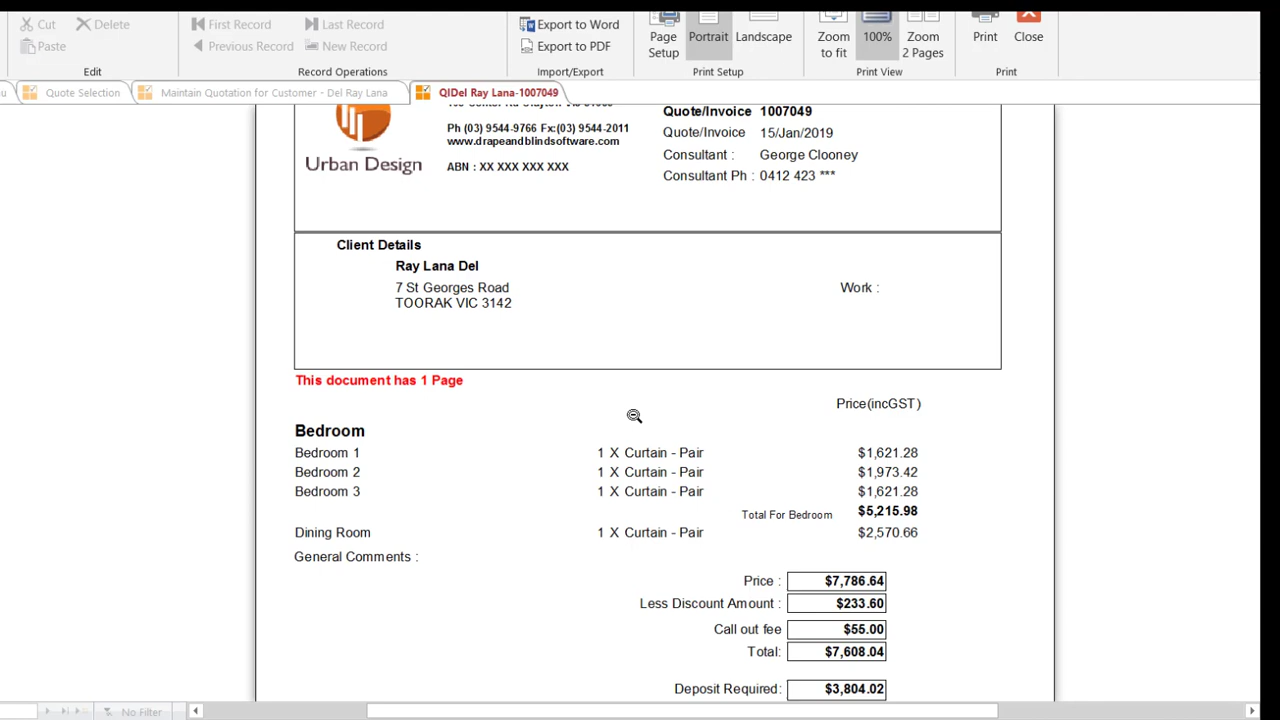 Cut
Delete
Paste
Edit
First Record
Last Record
Previous Record
New Record
Record Operations
Export to Word
Export to PDF
Import/Export
Page Setup
Portrait
Landscape
Print Setup
Zoom to fit
100%
Zoom 2 Pages
Print View
Print
Close
Print
u
Quote Selection
Maintain Quotation for Customer - Del Ray Lana
QIDel Ray Lana-1007049
Urban Design
Ph (03) 9544-9766 Fx:(03) 9544-2011
www.drapeandblindsoftware.com
ABN : XX XXX XXX XXX
Quote/Invoice 1007049
Quote/Invoice 15/Jan/2019
Consultant : George Clooney
Consultant Ph : 0412 423 ***
Client Details
Ray Lana Del
7 St Georges Road
TOORAK VIC 3142
Work :
This document has 1 Page
Price(incGST)
Bedroom
Bedroom 1 1 X Curtain - Pair $1,621.28
Bedroom 2 1 X Curtain - Pair $1,973.42
Bedroom 3 1 X Curtain - Pair $1,621.28
Total For Bedroom $5,215.98
Dining Room 1 X Curtain - Pair $2,570.66
General Comments :
Price : $7,786.64
Less Discount Amount : $233.60
Call out fee $55.00
Total: $7,608.04
Deposit Required: $3,804.02
No Filter